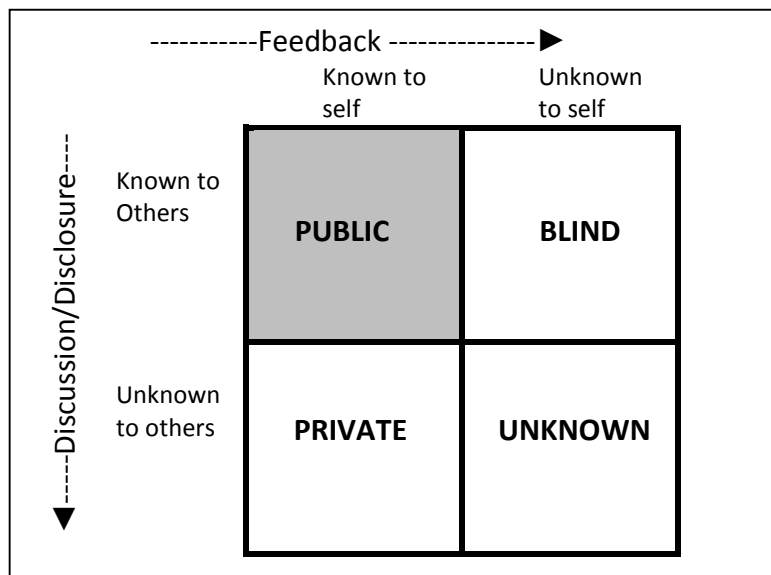 -----------Feedback ---------------►
Known to
self
Unknown
to self
Known to
Others
PUBLIC
BLIND
Unknown
to others
PRIVATE
UNKNOWN
-----Discussion/Disclosure----